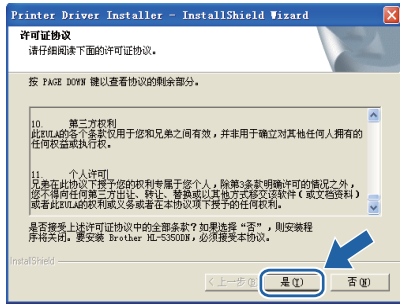 Printer Driver Installer - InstallShield Wizard
许可证协议
请仔细阅读下面的许可证协议。
按 PAGE DOWN 键以查看协议的剩余部分。
10. 第三方权利
此EULA的各个条款仅用于您和兄弟之间有效，并非用于确立对其他任何人拥有的
任何权益或执行权。
11. 个人许可
兄弟在此协议下授予您的权利专属于您个人，除第3条款明确许可的情况之外，
您不得向任何第三方出让、转让、替换或以其他方式移交该软件（或文档资料）
或者此EULA的权利或义务或者在本协议项下授予的任何权利。
是否接受上述许可证协议中的全部条款？如果选择“否”，则安装程
序将关闭。要安装 Brother HL-5350DN，必须接受本协议。
InstallShield
< 上一步(B) 是(Y) 否(N)